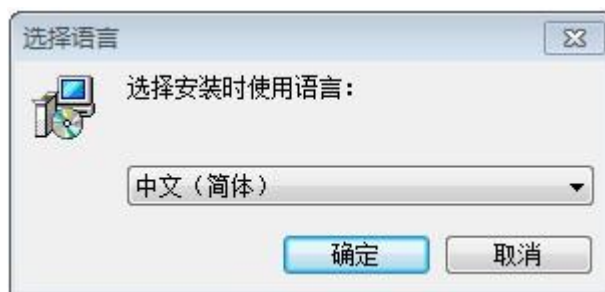 选择语言
选择安装时使用语言：
中文（简体）
确定
取消